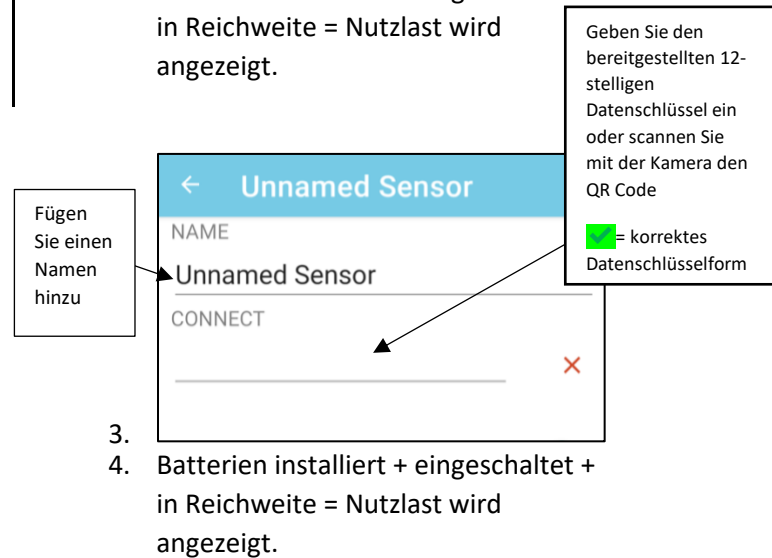 in Reichweite = Nutzlast wird
angezeigt.
Geben Sie den
bereitgestellten 12-
stelligen
Datenschlüssel ein
oder scannen Sie
mit der Kamera den
QR Code
= korrektes
Datenschlüsselform
Fügen
Sie einen
Namen
hinzu
← Unnamed Sensor
NAME
Unnamed Sensor
CONNECT
3.
4. Batterien installiert + eingeschaltet +
in Reichweite = Nutzlast wird
angezeigt.